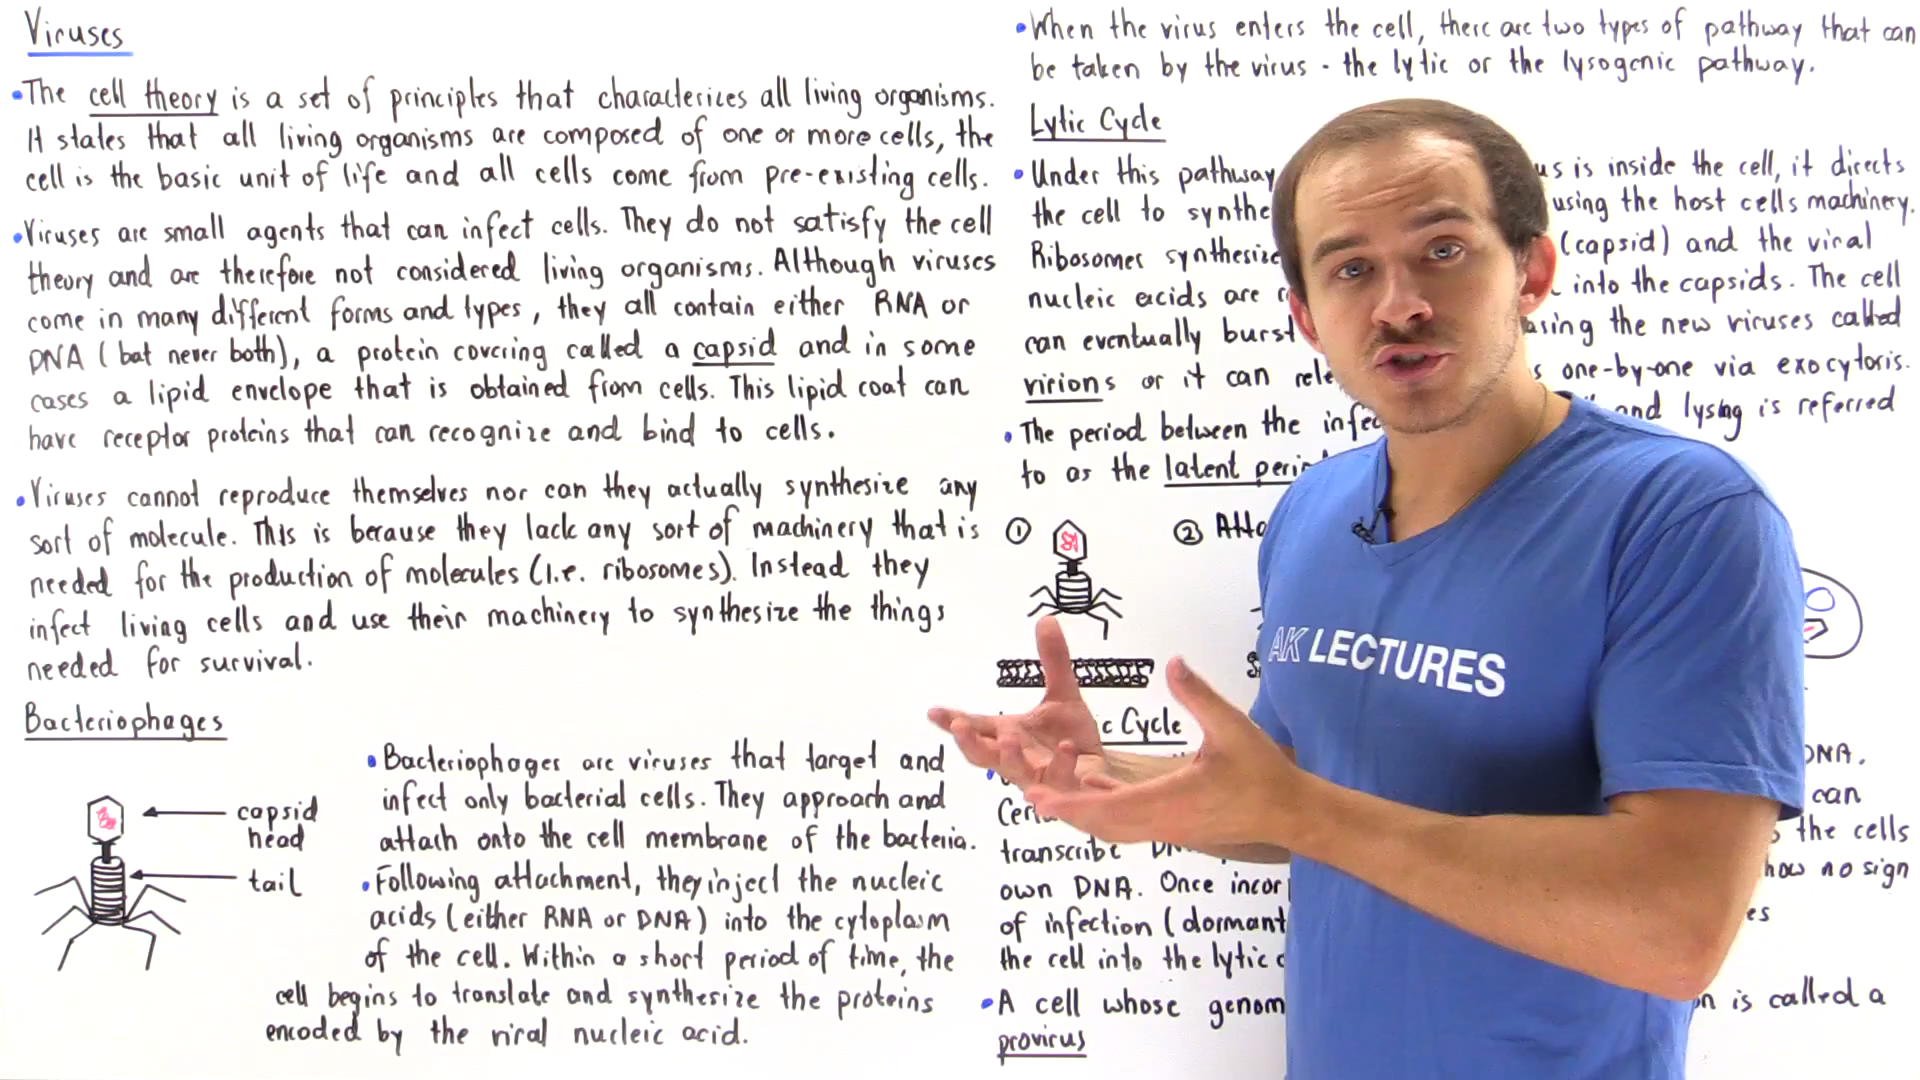 Viruses
• The cell theory is a set of principles that characterizes all living organisms.
It states that all living organisms are composed of one or more cells, the
cell is the basic unit of life and all cells come from pre-existing cells.
• Viruses are small agents that can infect cells. They do not satisfy the cell
theory and are therefore not considered living organisms. Although viruses
come in many different forms and types, they all contain either RNA or
DNA (but never both), a protein covering called a capsid and in some
cases a lipid envelope that is obtained from cells. This lipid coat can
have receptor proteins that can recognize and bind to cells.
• Viruses cannot reproduce themselves nor can they actually synthesize any
sort of molecule. This is because they lack any sort of machinery that is
needed for the production of molecules (i.e. ribosomes). Instead they
infect living cells and use their machinery to synthesize the things
needed for survival.
Bacteriophages
capsid
head
tail
• Bacteriophages are viruses that target and
infect only bacterial cells. They approach and
attach onto the cell membrane of the bacteria.
• Following attachment, they inject the nucleic
acids (either RNA or DNA) into the cytoplasm
of the cell. Within a short period of time, the
cell begins to translate and synthesize the proteins
encoded by the viral nucleic acid.
• When the virus enters the cell, there are two types of pathway that can
be taken by the virus - the lytic or the lysogenic pathway.
Lytic Cycle
• Under this pathway is inside the cell, it directs
the cell to using the host cells machinery.
Ribosomes (capsid) and the viral
nucleic acids are into the capsids. The cell
can eventually burst the new viruses called
virions or it can one-by-one via exocytosis.
• The period between the and lysing is referred
to as the latent
① ②
Cycle
DNA.
can
transcribe the cells
own DNA. Once no sign
of infection (dormant
the cell into the lytic
• A cell whose is called a
provirus
AK LECTURES